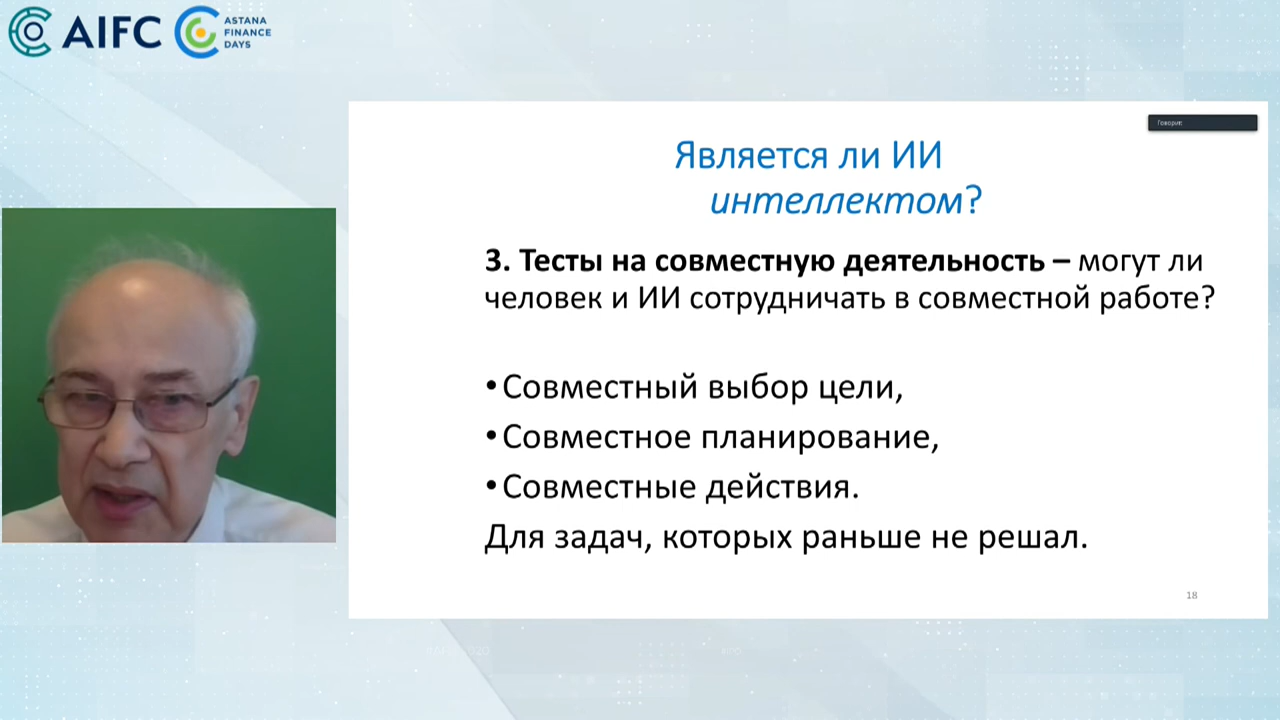 AIFC
ASTANA
FINANCE
DAYS
Говорит:
Является ли ИИ
интеллектом?
3. Тесты на совместную деятельность – могут ли
человек и ИИ сотрудничать в совместной работе?
•Совместный выбор цели,
•Совместное планирование,
•Совместные действия.
Для задач, которых раньше не решал.
18